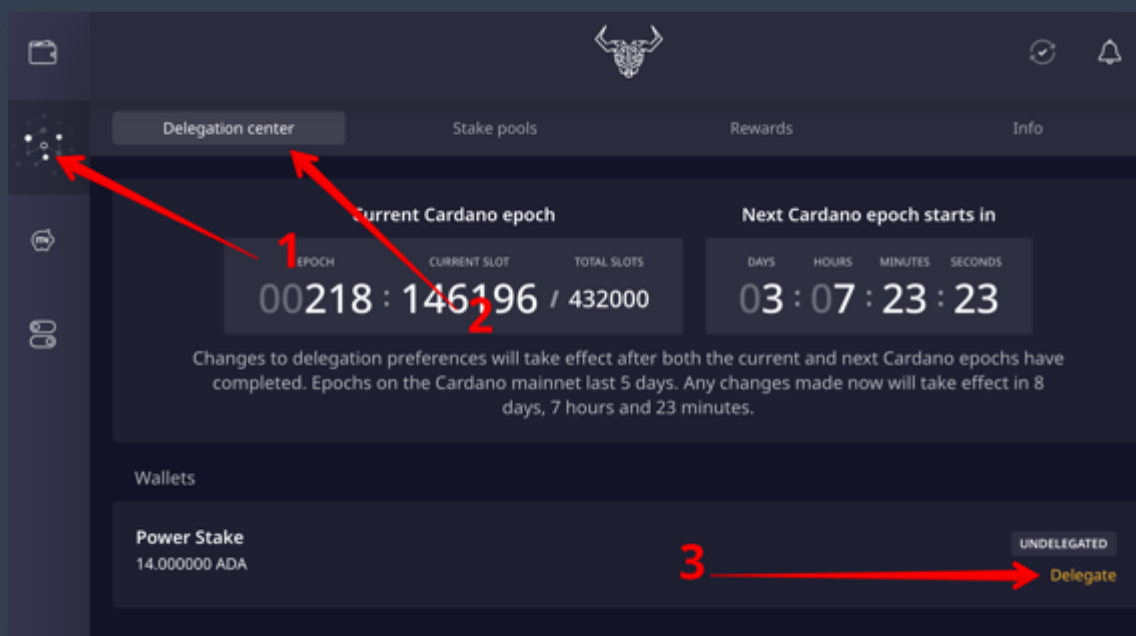 Delegation center Stake pools Rewards Info
Current Cardano epoch
Next Cardano epoch starts in
1
EPOCH CURRENT SLOT TOTAL SLOTS
00218 : 146196 / 432000
2
DAYS HOURS MINUTES SECONDS
03 : 07 : 23 : 23
Changes to delegation preferences will take effect after both the current and next Cardano epochs have
completed. Epochs on the Cardano mainnet last 5 days. Any changes made now will take effect in 8
days, 7 hours and 23 minutes.
Wallets
Power Stake
14.000000 ADA
3
UNDELEGATED
Delegate